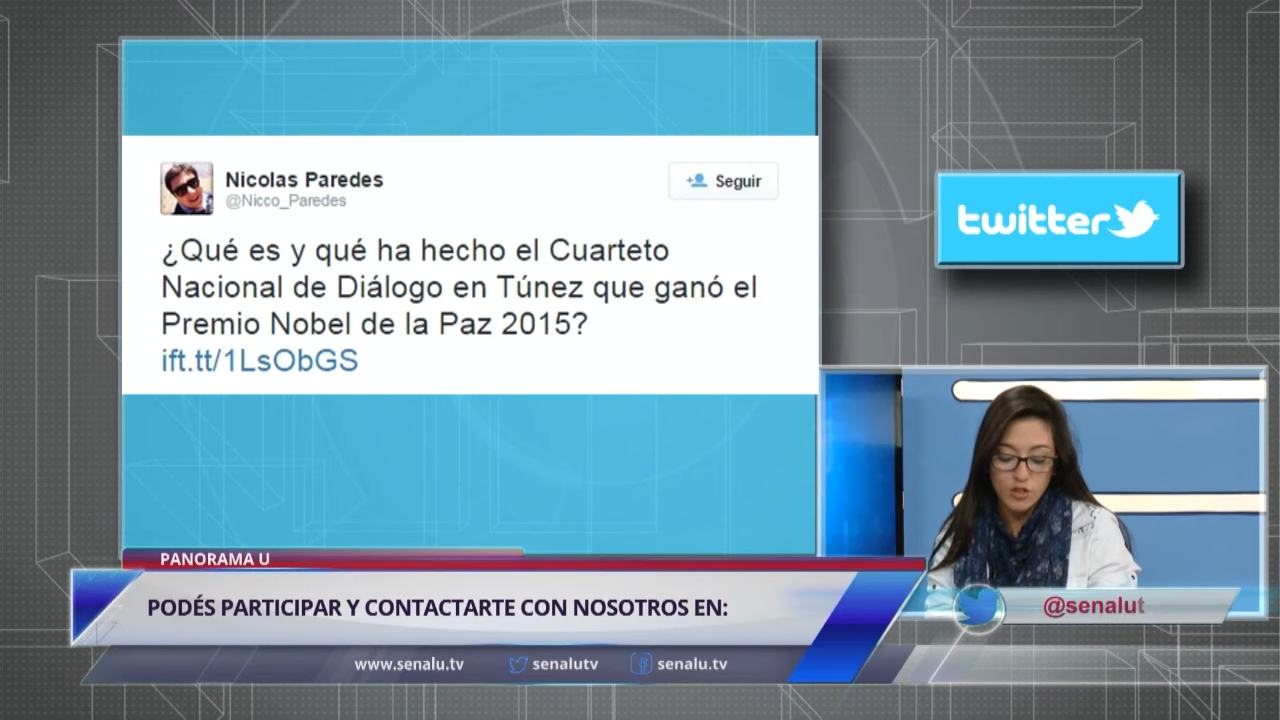 Nicolas Paredes
@Nicco_Paredes
Seguir
¿Qué es y qué ha hecho el Cuarteto
Nacional de Diálogo en Túnez que ganó el
Premio Nobel de la Paz 2015?
ift.tt/1LsObGS
twitter
PANORAMA U
PODÉS PARTICIPAR Y CONTACTARTE CON NOSOTROS EN:
@senalut
www.senalu.tv senalutv senalu.tv